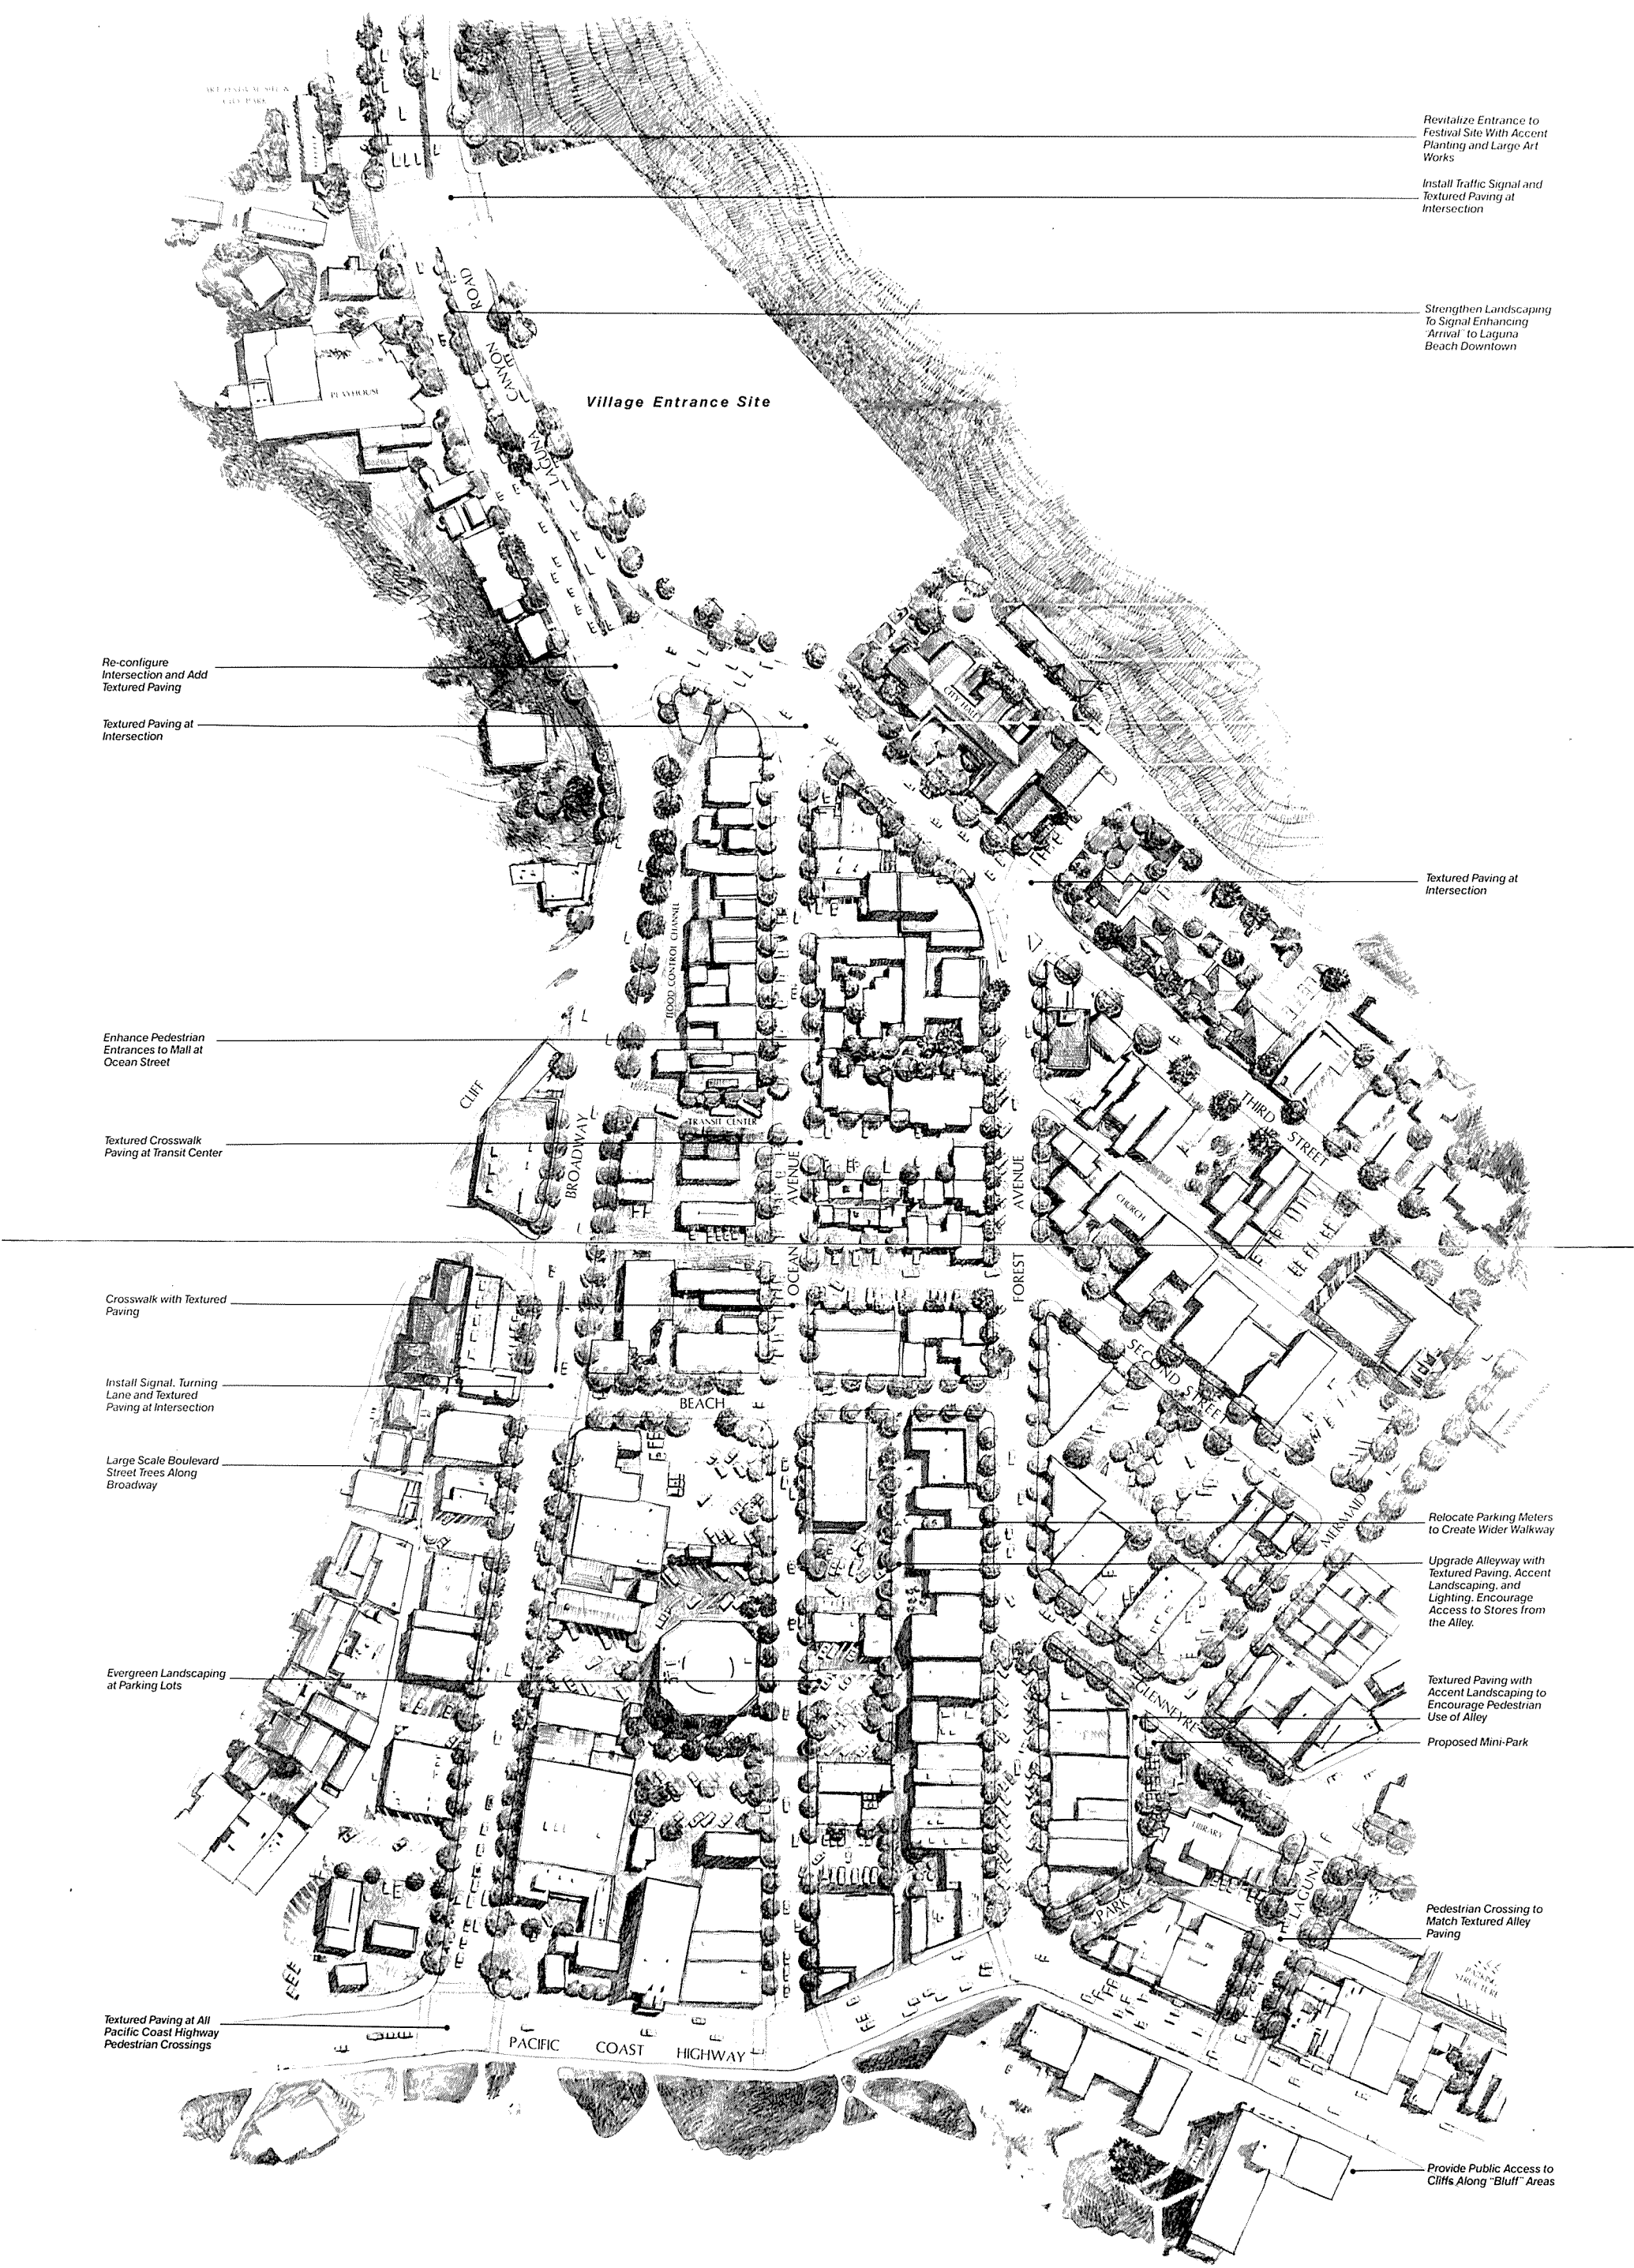 Revitalize Entrance to
Festival Site With Accent
Planting and Large Art
Works
Install Traffic Signal and
Textured Paving at
Intersection
ROAD
CANYON
LAGUNA
Strengthen Landscaping
To Signal Enhancing
"Arrival" to Laguna
Beach Downtown
PLAYHOUSE
Village Entrance Site
Re-configure
Intersection and Add
Textured Paving
CITY HALL
Textured Paving at
Intersection
Textured Paving at
Intersection
FLOOD CONTROL CHANNEL
Enhance Pedestrian
Entrances to Mall at
Ocean Street
CLIFF
THIRD STREET
TRANSIT CENTER
Textured Crosswalk
Paving at Transit Center
BROADWAY
OCEAN AVENUE
FOREST AVENUE
CHURCH
Crosswalk with Textured
Paving
SECOND STREET
Install Signal, Turning
Lane and Textured
Paving at Intersection
BEACH
Large Scale Boulevard
Street Trees Along
Broadway
MERMAID
Relocate Parking Meters
to Create Wider Walkway
Upgrade Alleyway with
Textured Paving, Accent
Landscaping, and
Lighting. Encourage
Access to Stores from
the Alley.
Evergreen Landscaping
at Parking Lots
GLENNEYRE
Textured Paving with
Accent Landscaping to
Encourage Pedestrian
Use of Alley
Proposed Mini-Park
LIBRARY
LAGUNA
PARK
Pedestrian Crossing to
Match Textured Alley
Paving
PARKING
STRUCTURE
Textured Paving at All
Pacific Coast Highway
Pedestrian Crossings
PACIFIC COAST HIGHWAY
Provide Public Access to
Cliffs Along "Bluff" Areas